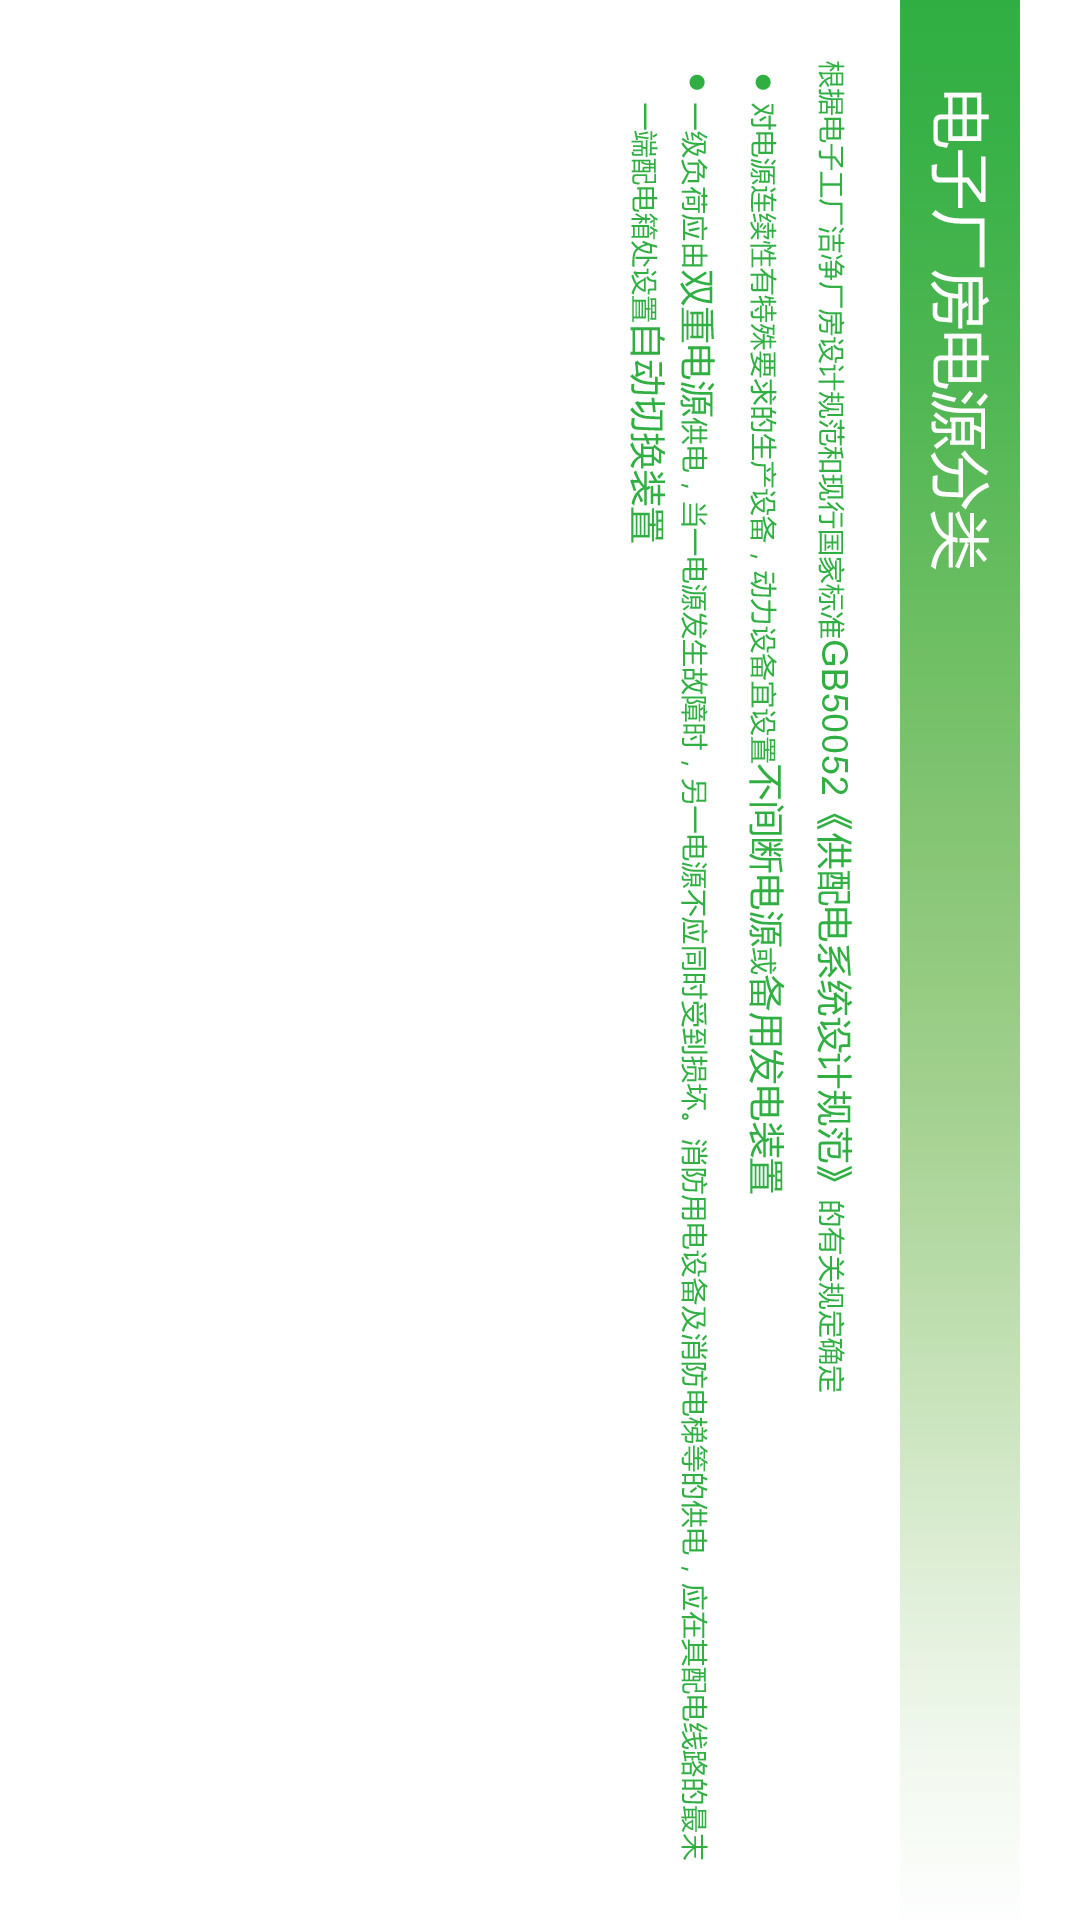 电子厂房电源分类
根据电子工厂洁净厂房设计规范和现行国家标准GB50052《供配电系统设计规范》的有关规定确定
● 对电源连续性有特殊要求的生产设备，动力设备宜设置不间断电源或备用发电装置
● 一级负荷应由双重电源供电，当一电源发生故障时，另一电源不应同时受到损坏。消防用电设备及消防电梯等的供电，应在其配电线路的最末
一端配电箱处设置自动切换装置